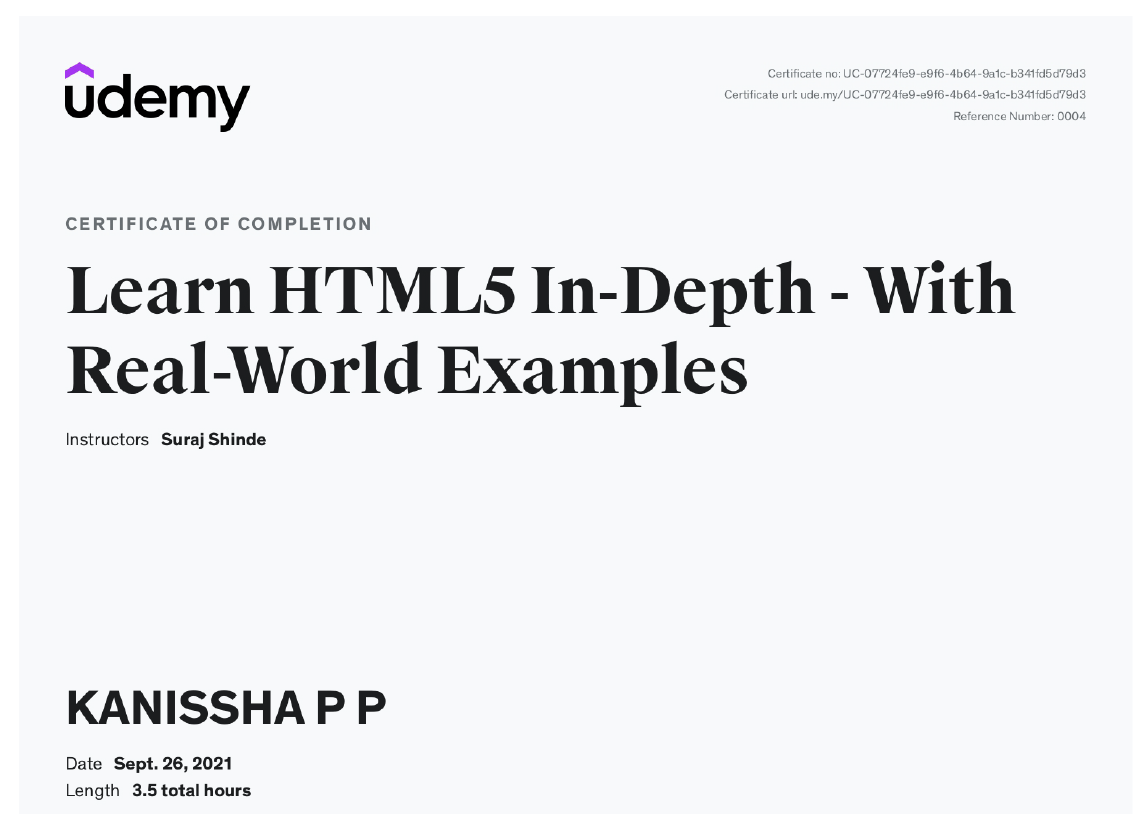 udemy
Certificate no: UC-07724fe9-e9f6-4b64-9a1c-b341fd5d79d3
Certificate url: ude.my/UC-07724fe9-e9f6-4b64-9a1c-b341fd5d79d3
Reference Number: 0004
CERTIFICATE OF COMPLETION
Learn HTML5 In-Depth - With
Real-World Examples
Instructors Suraj Shinde
KANISSHA P P
Date Sept. 26, 2021
Length 3.5 total hours